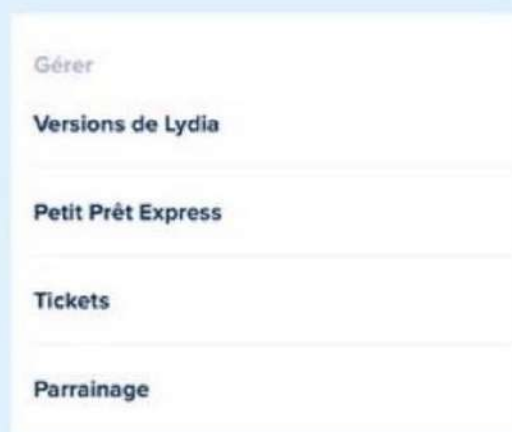 Gérer
Versions de Lydia
Petit Prêt Express
Tickets
Parrainage